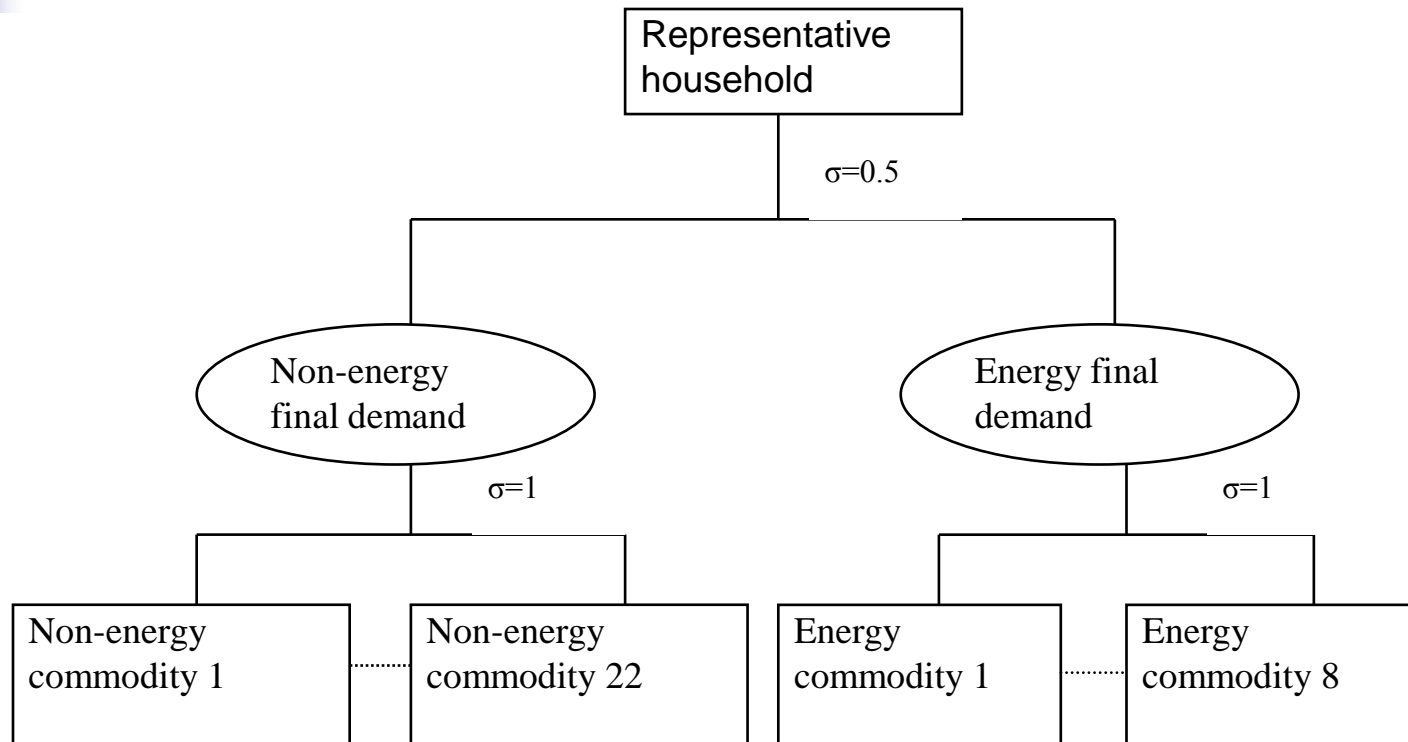 Representative
household
σ=0.5
Non-energy
final demand
Energy final
demand
σ=1
σ=1
Non-energy
commodity 1
Non-energy
commodity 22
Energy
commodity 1
Energy
commodity 8